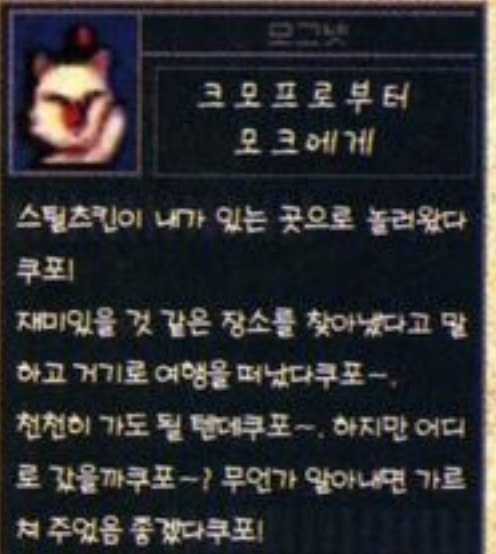 모그넷
크모프로부터
모크에게
스틸츠킨이 내가 있는 곳으로 놀러왔다
쿠포!
재미있을 것 같은 장소를 찾아냈다고 말
하고 거기로 여행을 떠났다쿠포~.
천천히 가도 될 텐데쿠포~. 하지만 어디
로 갔을까쿠포~? 무언가 알아내면 가르
쳐 주었음 좋겠다쿠포!